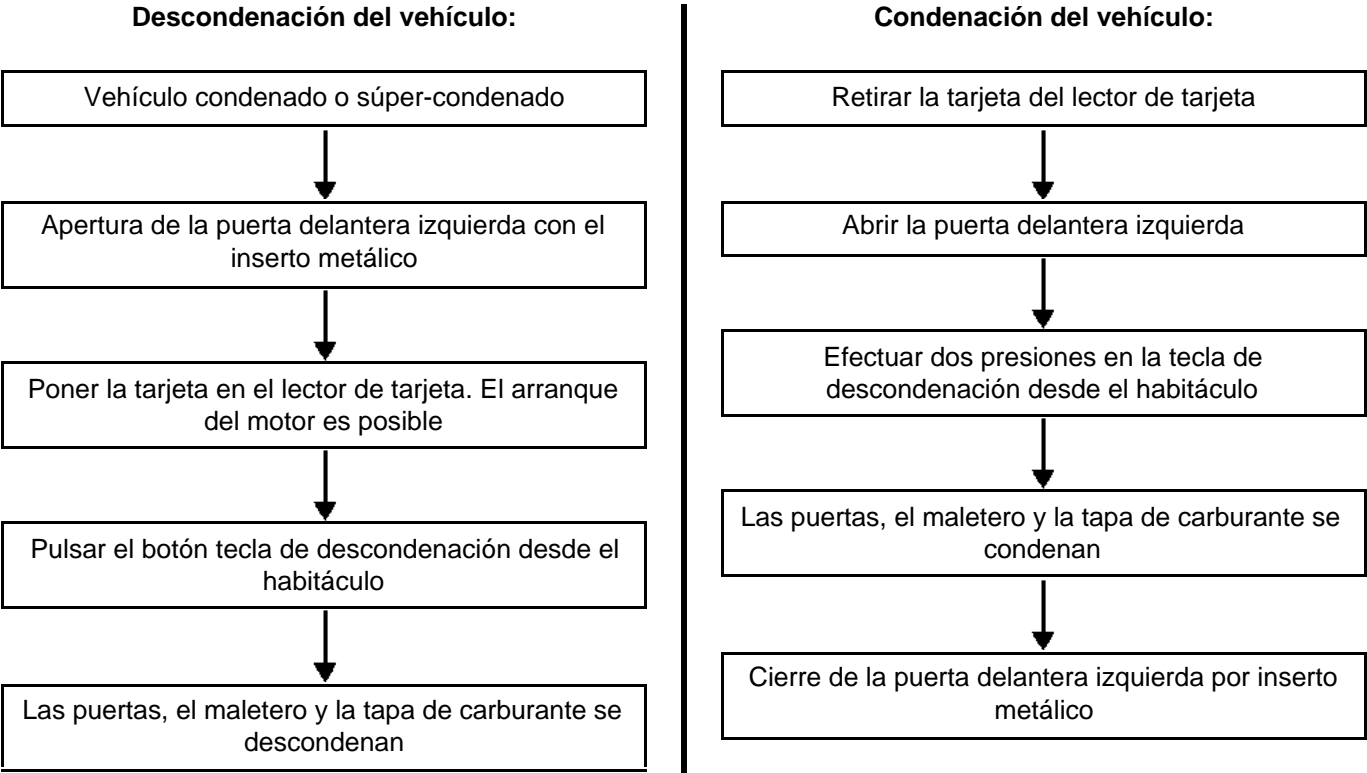 Descondenación del vehículo:
Vehículo condenado o súper-condenado
Apertura de la puerta delantera izquierda con el
inserto metálico
Poner la tarjeta en el lector de tarjeta. El arranque
del motor es posible
Pulsar el botón tecla de descondenación desde el
habitáculo
Las puertas, el maletero y la tapa de carburante se
descondenan
Condenación del vehículo:
Retirar la tarjeta del lector de tarjeta
Abrir la puerta delantera izquierda
Efectuar dos presiones en la tecla de
descondenación desde el habitáculo
Las puertas, el maletero y la tapa de carburante se
condenan
Cierre de la puerta delantera izquierda por inserto
metálico